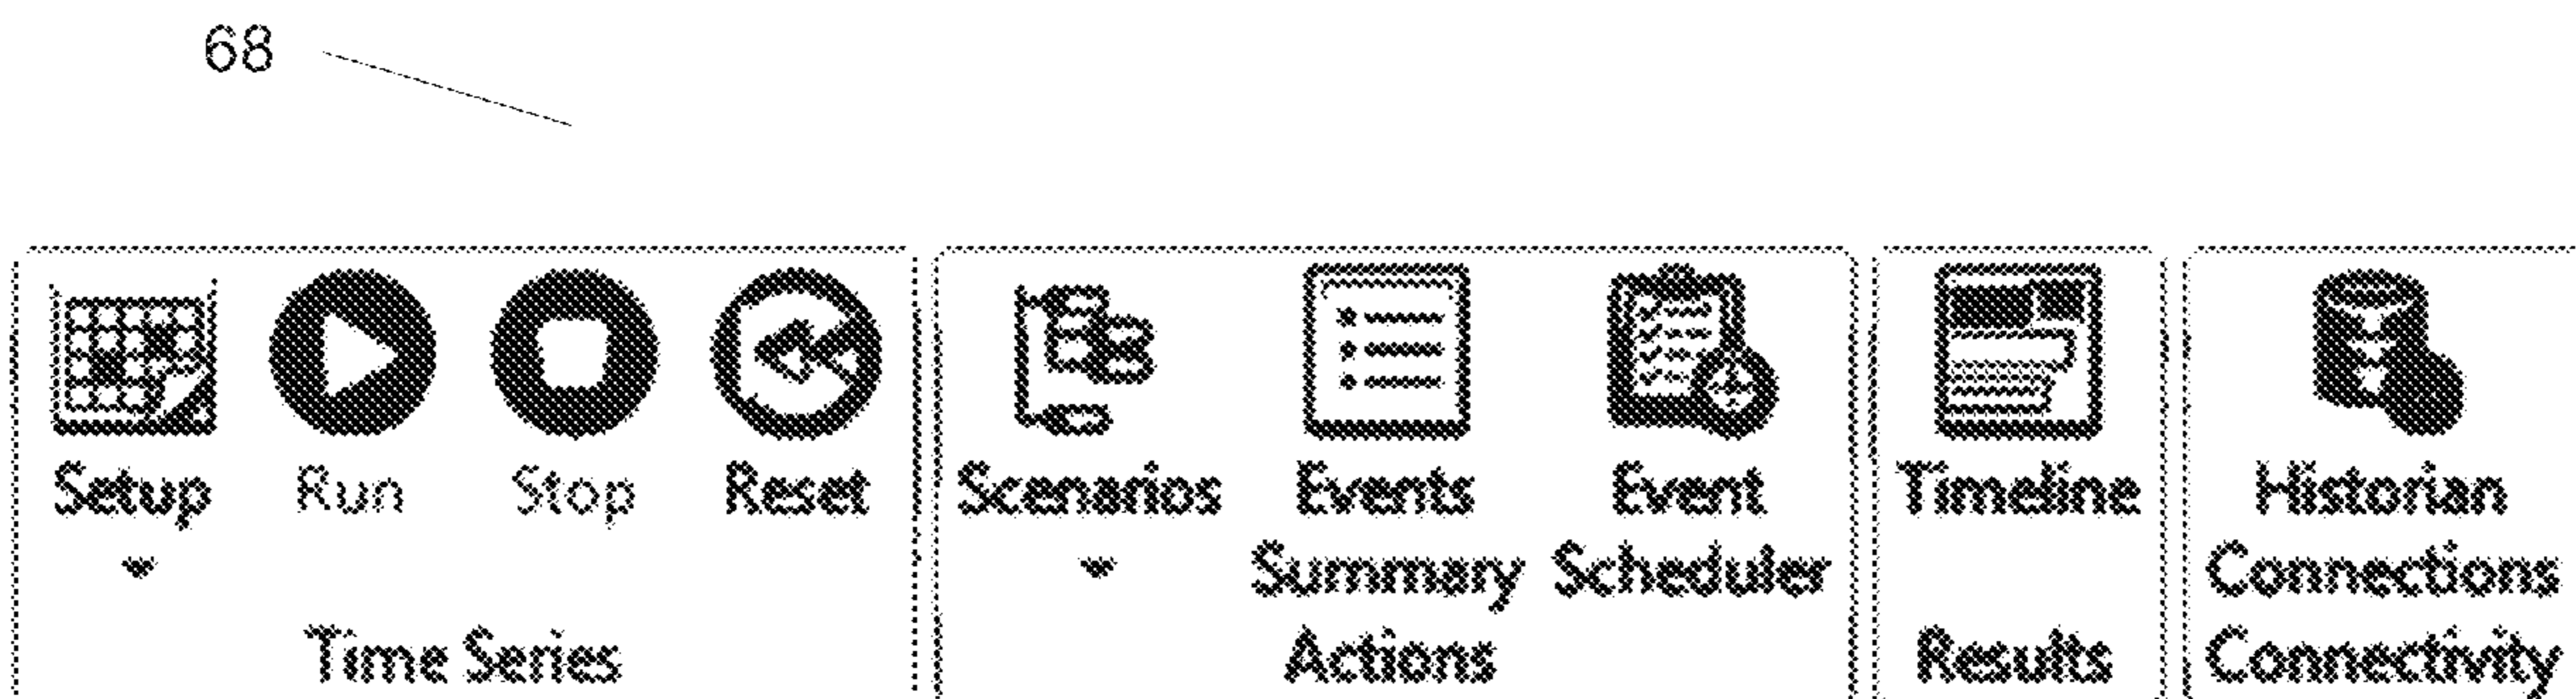 68
Setup Run Stop Reset Scenarios Events Event Timeline Historian
Summary Scheduler Connections
Time Series Actions Results Connectivity